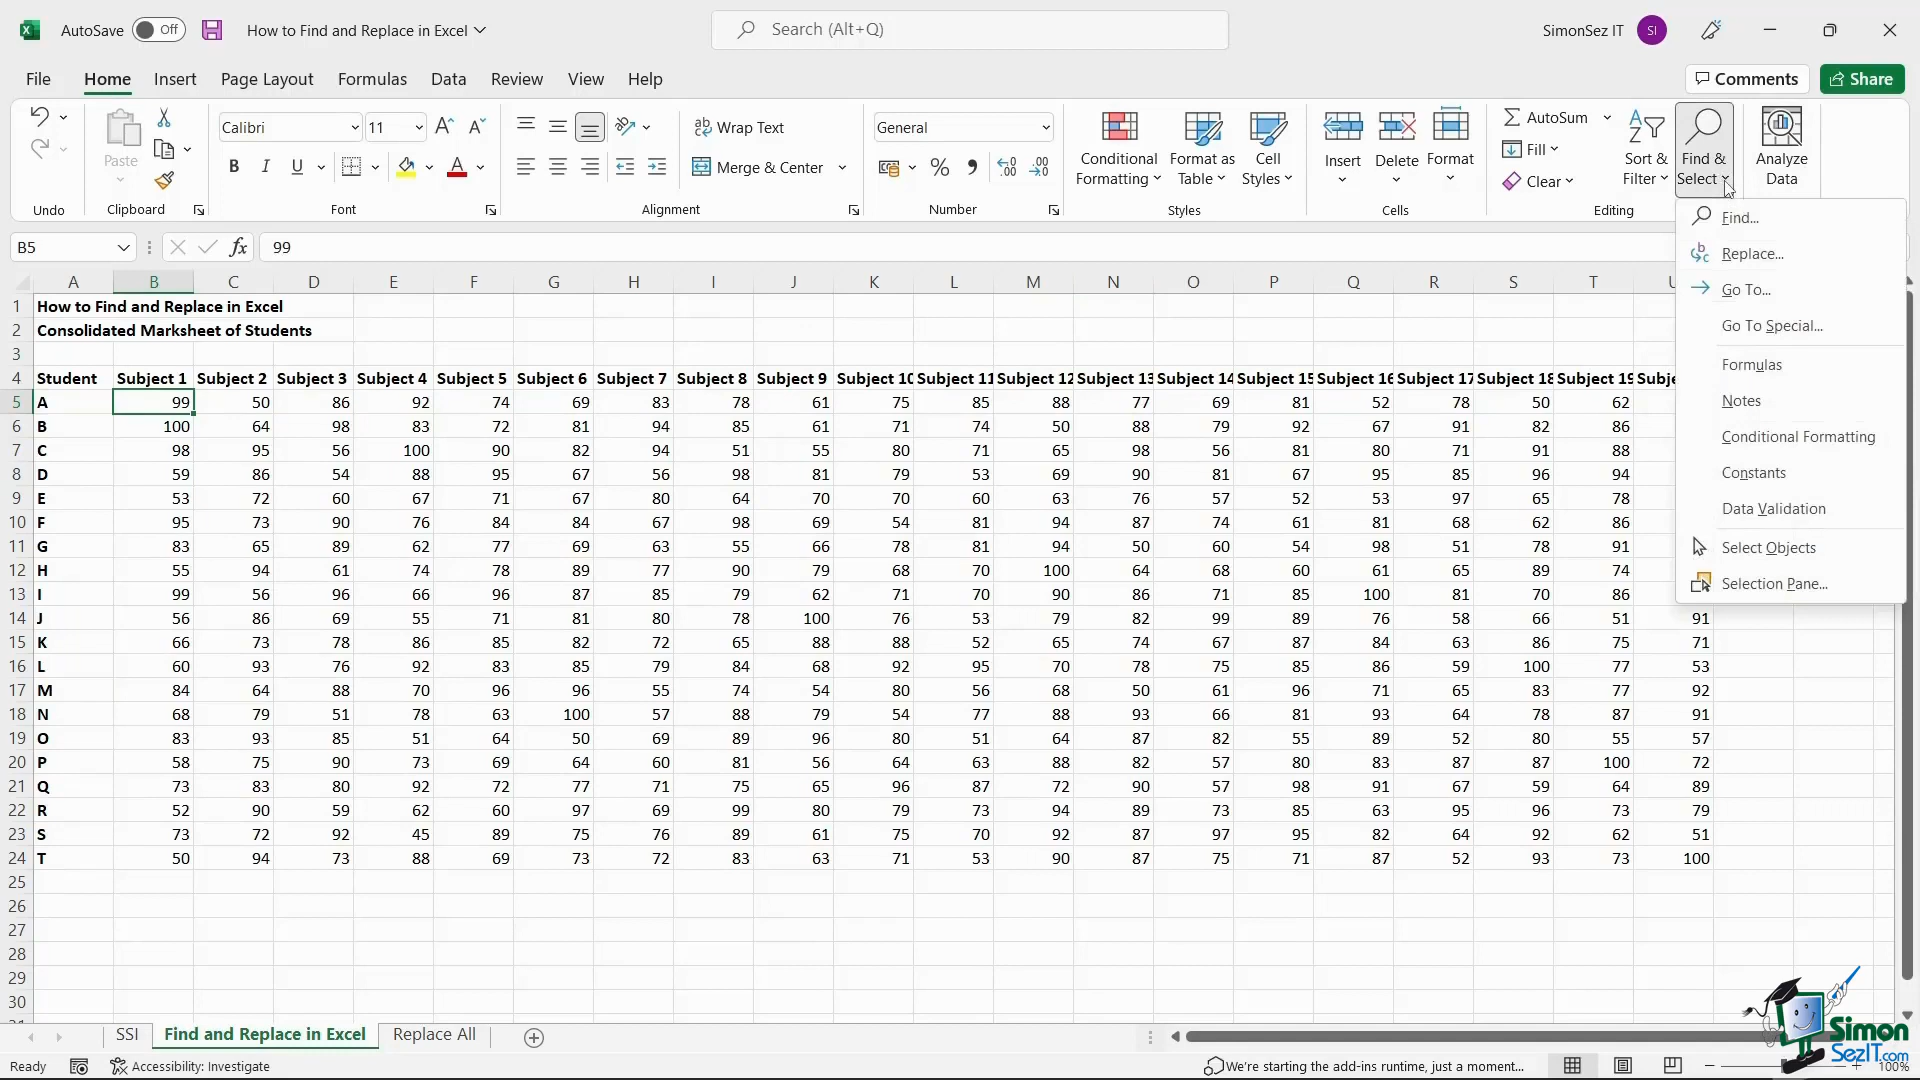 AutoSave Off How to Find and Replace in Excel Search (Alt+Q) SimonSez IT SI
File Home Insert Page Layout Formulas Data Review View Help Comments Share
Paste
Undo
Clipboard
Calibri 11
B I U
Font
Wrap Text
Merge & Center
Alignment
General
Number
Conditional Formatting
Format as Table
Cell Styles
Styles
Insert
Delete
Format
Cells
AutoSum
Fill
Clear
Sort & Filter
Find & Select
Editing
Analyze Data
Find...
Replace...
Go To...
Go To Special...
Formulas
Notes
Conditional Formatting
Constants
Data Validation
Select Objects
Selection Pane...
B5 fx 99
A B C D E F G H I J K L M N O P Q R S T
1 How to Find and Replace in Excel
2 Consolidated Marksheet of Students
3
4 Student Subject 1 Subject 2 Subject 3 Subject 4 Subject 5 Subject 6 Subject 7 Subject 8 Subject 9 Subject 10 Subject 11 Subject 12 Subject 13 Subject 14 Subject 15 Subject 16 Subject 17 Subject 18 Subject 19 Subje
5 A 99 50 86 92 74 69 83 78 61 75 85 88 77 69 81 52 78 50 62
6 B 100 64 98 83 72 81 94 85 61 71 74 50 88 79 92 67 91 82 86
7 C 98 95 56 100 90 82 94 51 55 80 71 65 98 56 81 80 71 91 88
8 D 59 86 54 88 95 67 56 98 81 79 53 69 90 81 67 95 85 96 94
9 E 53 72 60 67 71 67 80 64 70 70 60 63 76 57 52 53 97 65 78
10 F 95 73 90 76 84 84 67 98 69 54 81 94 87 74 61 81 68 62 86
11 G 83 65 89 62 77 69 63 55 66 78 81 94 50 60 54 98 51 78 91
12 H 55 94 61 74 78 89 77 90 79 68 70 100 64 68 60 61 65 89 74
13 I 99 56 96 66 96 87 85 79 62 71 70 90 86 71 85 100 81 70 86
14 J 56 86 69 55 71 81 80 78 100 76 53 79 82 99 89 76 58 66 51 91
15 K 66 73 78 86 85 82 72 65 88 88 52 65 74 67 87 84 63 86 75 71
16 L 60 93 76 92 83 85 79 84 68 92 95 70 78 75 85 86 59 100 77 53
17 M 84 64 88 70 96 96 55 74 54 80 56 68 50 61 96 71 65 83 77 92
18 N 68 79 51 78 63 100 57 88 79 54 77 88 93 66 81 93 64 78 87 91
19 O 83 93 85 51 64 50 69 89 96 80 51 64 87 82 55 89 52 80 55 57
20 P 58 75 90 73 69 64 60 81 56 64 63 88 82 57 80 83 87 87 100 72
21 Q 73 83 80 92 72 77 71 75 65 96 87 72 90 57 98 91 67 59 64 89
22 R 52 90 59 62 60 97 69 99 80 79 73 94 89 73 85 63 95 96 73 79
23 S 73 72 92 45 89 75 76 89 61 75 70 92 87 97 95 82 64 92 62 51
24 T 50 94 73 88 69 73 72 83 63 71 53 90 87 75 71 87 52 93 73 100
25
26
27
28
29
30
SSI Find and Replace in Excel Replace All
Ready Accessibility: Investigate We're starting the add-ins runtime, just a moment... 100%
Simon
SezIT.com